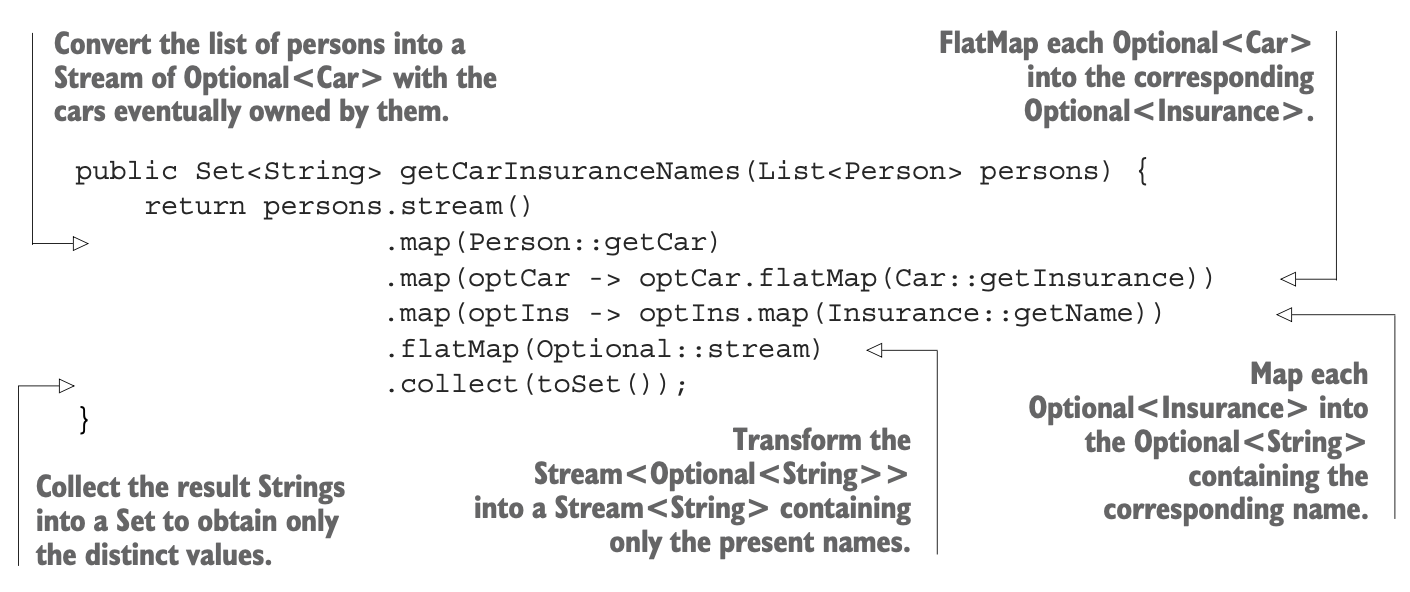 Convert the list of persons into a
Stream of Optional<Car> with the
cars eventually owned by them.
FlatMap each Optional<Car>
into the corresponding
Optional<Insurance>.
public Set<String> getCarInsuranceNames(List<Person> persons) {
    return persons.stream()
                  .map(Person::getCar)
                  .map(optCar -> optCar.flatMap(Car::getInsurance))
                  .map(optIns -> optIns.map(Insurance::getName))
                  .flatMap(Optional::stream)
                  .collect(toSet());
}
Map each
Optional<Insurance> into
the Optional<String>
containing the
corresponding name.
Transform the
Stream<Optional<String>>
into a Stream<String> containing
only the present names.
Collect the result Strings
into a Set to obtain only
the distinct values.